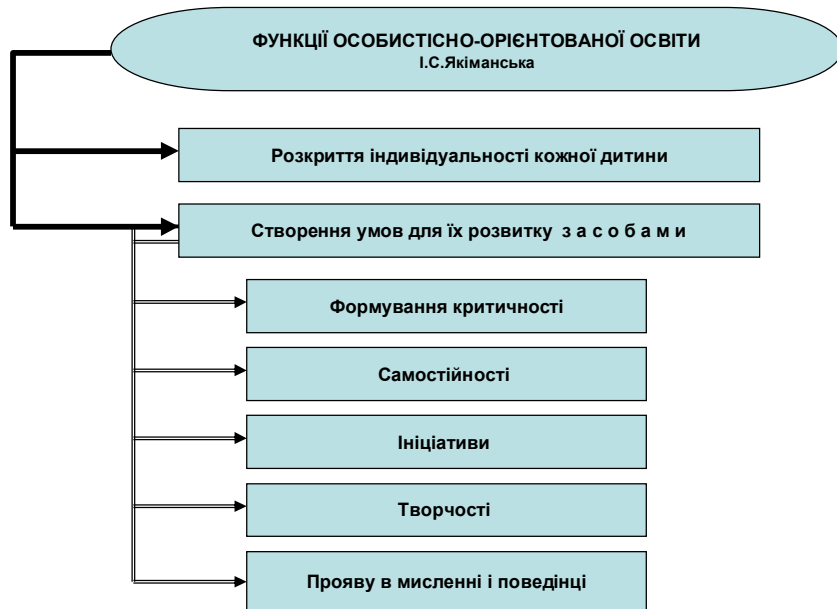 ФУНКЦІЇ ОСОБИСТІСНО-ОРІЄНТОВАНОЇ ОСВІТИ
І.С.Якіманська
Розкриття індивідуальності кожної дитини
Створення умов для їх розвитку з а с о б а м и
Формування критичності
Самостійності
Ініціативи
Творчості
Прояву в мисленні і поведінці